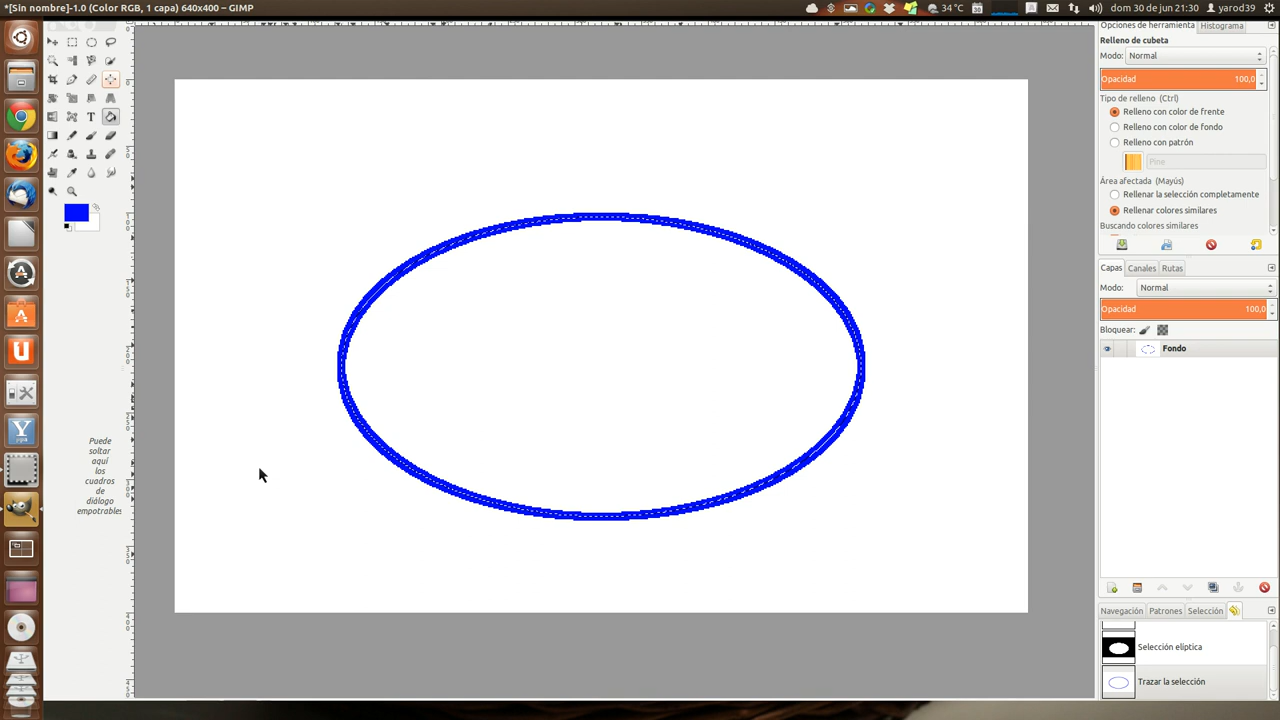 *[Sin nombre]-1.0 (Color RGB, 1 capa) 640x400 – GIMP
34°C
30
A
dom 30 de jun 21:30
yarod39
Opciones de herramienta
Histograma
Relleno de cubeta
Modo: Normal
Opacidad 100,0
Tipo de relleno (Ctrl)
Relleno con color de frente
Relleno con color de fondo
Relleno con patrón
Pine
Área afectada (Mayús)
Rellenar la selección completamente
Rellenar colores similares
Buscando colores similares
Capas Canales Rutas
Modo: Normal
Opacidad 100,0
Bloquear:
Fondo
Puede
soltar
aquí
los
cuadros
de
diálogo
empotrables
Navegación Patrones Selección
Selección elíptica
Trazar la selección